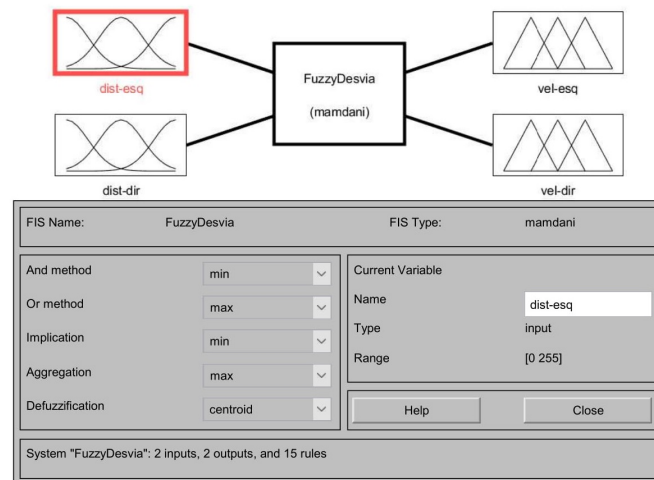 dist-esq
FuzzyDesvia
(mamdani)
vel-esq
dist-dir
vel-dir
FIS Name: FuzzyDesvia FIS Type: mamdani
And method min
Or method max
Implication min
Aggregation max
Defuzzification centroid
Current Variable
Name dist-esq
Type input
Range [0 255]
Help Close
System "FuzzyDesvia": 2 inputs, 2 outputs, and 15 rules